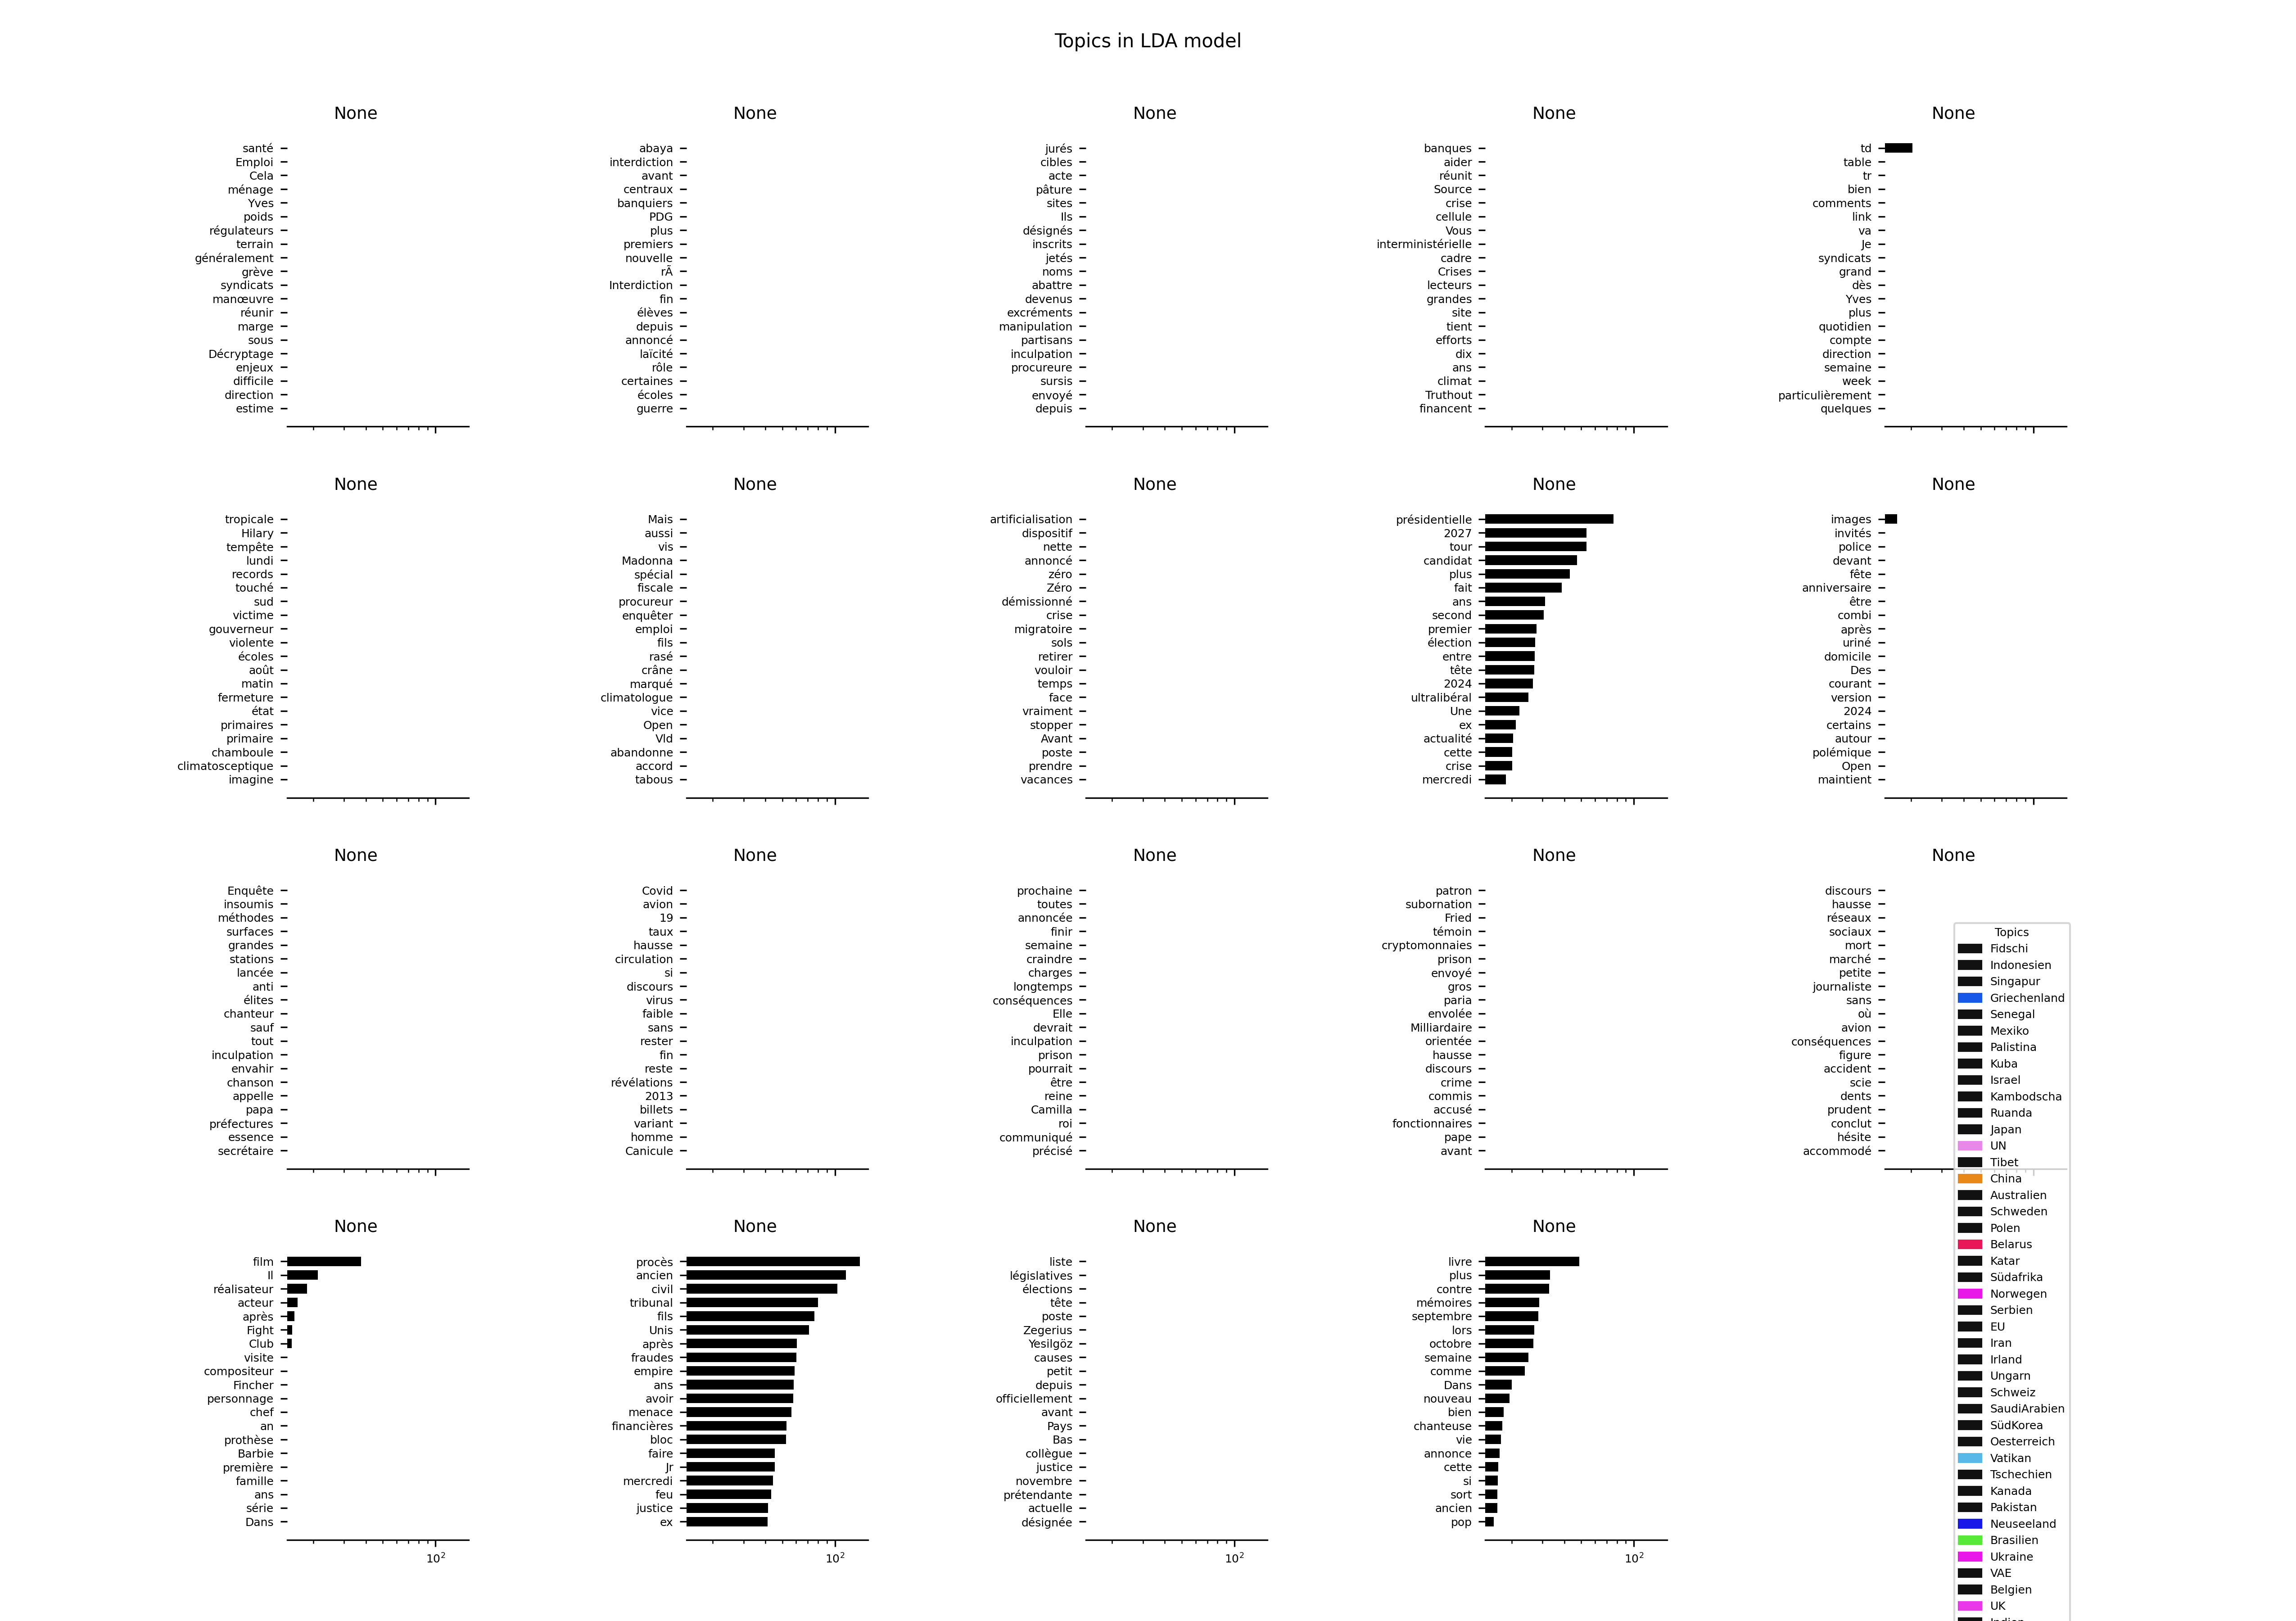 Topics in LDA model
None
santé
Emploi
Cela
ménage
Yves
poids
régulateurs
terrain
généralement
grève
syndicats
manœuvre
réunir
marge
sous
Décryptage
enjeux
difficile
direction
estime
None
abaya
interdiction
avant
centraux
banquiers
PDG
plus
premiers
nouvelle
rÃ
Interdiction
fin
élèves
depuis
annoncé
laïcité
rôle
certaines
écoles
guerre
None
jurés
cibles
acte
pâture
sites
Ils
désignés
inscrits
jetés
noms
abattre
devenus
excréments
manipulation
partisans
inculpation
procureure
sursis
envoyé
depuis
None
banques
aider
réunit
Source
crise
cellule
Vous
interministérielle
cadre
Crises
lecteurs
grandes
site
tient
efforts
dix
ans
climat
Truthout
financent
None
td
table
tr
bien
comments
link
va
Je
syndicats
grand
dès
Yves
plus
quotidien
compte
direction
semaine
week
particulièrement
quelques
None
tropicale
Hilary
tempête
lundi
records
touché
sud
victime
gouverneur
violente
écoles
août
matin
fermeture
état
primaires
primaire
chamboule
climatosceptique
imagine
None
Mais
aussi
vis
Madonna
spécial
fiscale
procureur
enquêter
emploi
fils
rasé
crâne
marqué
climatologue
vice
Open
Vld
abandonne
accord
tabous
None
artificialisation
dispositif
nette
annoncé
zéro
Zéro
démissionné
crise
migratoire
sols
retirer
vouloir
temps
face
vraiment
stopper
Avant
poste
prendre
vacances
None
présidentielle
2027
tour
candidat
plus
fait
ans
second
premier
élection
entre
tête
2024
ultralibéral
Une
ex
actualité
cette
crise
mercredi
None
images
invités
police
devant
fête
anniversaire
être
combi
après
uriné
domicile
Des
courant
version
2024
certains
autour
polémique
Open
maintient
None
Enquête
insoumis
méthodes
surfaces
grandes
stations
lancée
anti
élites
chanteur
sauf
tout
inculpation
envahir
chanson
appelle
papa
préfectures
essence
secrétaire
None
Covid
avion
19
taux
hausse
circulation
si
discours
virus
faible
sans
rester
fin
reste
révélations
2013
billets
variant
homme
Canicule
None
prochaine
toutes
annoncée
finir
semaine
craindre
charges
longtemps
conséquences
Elle
devrait
inculpation
prison
pourrait
être
reine
Camilla
roi
communiqué
précisé
None
patron
subornation
Fried
témoin
cryptomonnaies
prison
envoyé
gros
paria
envolée
Milliardaire
orientée
hausse
discours
crime
commis
accusé
fonctionnaires
pape
avant
None
discours
hausse
réseaux
sociaux
mort
marché
petite
journaliste
sans
où
avion
conséquences
figure
accident
scie
dents
prudent
conclut
hésite
accommodé
None
film
Il
réalisateur
acteur
après
Fight
Club
visite
compositeur
Fincher
personnage
chef
an
prothèse
Barbie
première
famille
ans
série
Dans
10²
None
procès
ancien
civil
tribunal
fils
Unis
après
fraudes
empire
ans
avoir
menace
financières
bloc
faire
Jr
mercredi
feu
justice
ex
10²
None
liste
législatives
élections
tête
poste
Zegerius
Yesilgöz
causes
petit
depuis
officiellement
avant
Pays
Bas
collègue
justice
novembre
prétendante
actuelle
désignée
10²
None
livre
plus
contre
mémoires
septembre
lors
octobre
semaine
comme
Dans
nouveau
bien
chanteuse
vie
annonce
cette
si
sort
ancien
pop
10²
Topics
Fidschi
Indonesien
Singapur
Griechenland
Senegal
Mexiko
Palistina
Kuba
Israel
Kambodscha
Ruanda
Japan
UN
Tibet
China
Australien
Schweden
Polen
Belarus
Katar
Südafrika
Norwegen
Serbien
EU
Iran
Irland
Ungarn
Schweiz
SaudiArabien
SüdKorea
Oesterreich
Vatikan
Tschechien
Kanada
Pakistan
Neuseeland
Brasilien
Ukraine
VAE
Belgien
UK